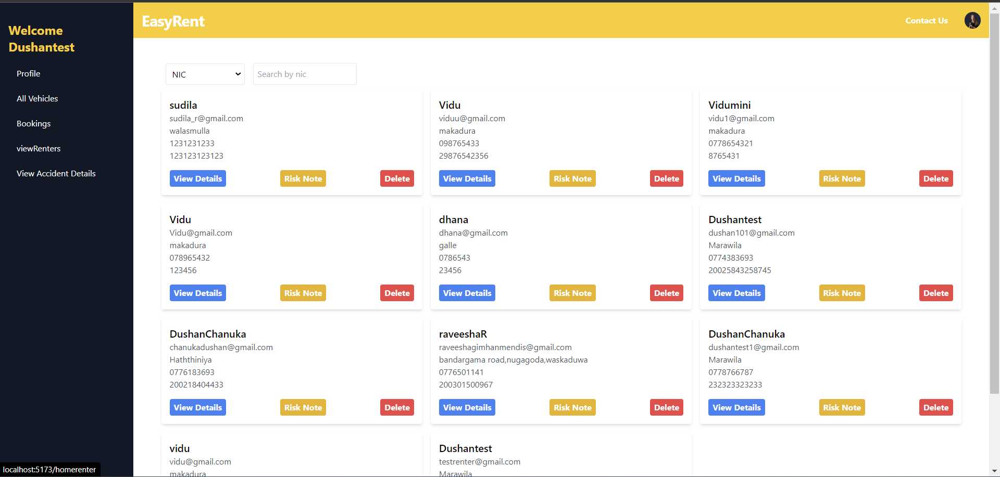 Welcome
Dushantest
Profile
All Vehicles
Bookings
viewRenters
View Accident Details
EasyRent
Contact Us
NIC
Search by nic
sudila
sudila_r@gmail.com
walasmulla
1231231233
123123123123
View Details Risk Note Delete
Vidu
viduu@gmail.com
makadura
098765433
29876542356
View Details Risk Note Delete
Vidumini
vidu1@gmail.com
makadura
0778654321
8765431
View Details Risk Note Delete
Vidu
Vidu@gmail.com
makadura
078965432
123456
View Details Risk Note Delete
dhana
dhana@gmail.com
galle
0786543
23456
View Details Risk Note Delete
Dushantest
dushan101@gmail.com
Marawila
0774383693
20025843258745
View Details Risk Note Delete
DushanChanuka
chanukadushan@gmail.com
Haththiniya
0776183693
200218404433
View Details Risk Note Delete
raveeshaR
raveeshagimhanmendis@gmail.com
bandargama road,nugagoda,waskaduwa
0776501141
200301500967
View Details Risk Note Delete
DushanChanuka
dushantest1@gmail.com
Marawila
0778766787
232323323233
View Details Risk Note Delete
vidu
vidu@gmail.com
makadura
Dushantest
testrenter@gmail.com
Marawila
localhost:5173/homerenter